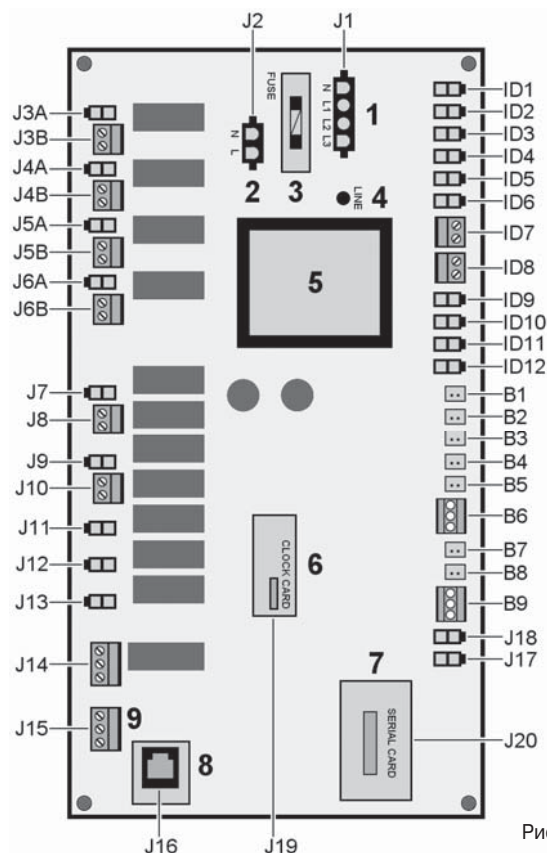 J2
J1
FUSE
N
L
N
L1
L2
L3
1
2
3
LINE
4
5
J3A
J3B
J4A
J4B
J5A
J5B
J6A
J6B
J7
J8
J9
J10
J11
J12
J13
J14
J15
9
8
J16
CLOCK CARD
6
J19
7
SERIAL CARD
J20
ID1
ID2
ID3
ID4
ID5
ID6
ID7
ID8
ID9
ID10
ID11
ID12
B1
B2
B3
B4
B5
B6
B7
B8
B9
J18
J17